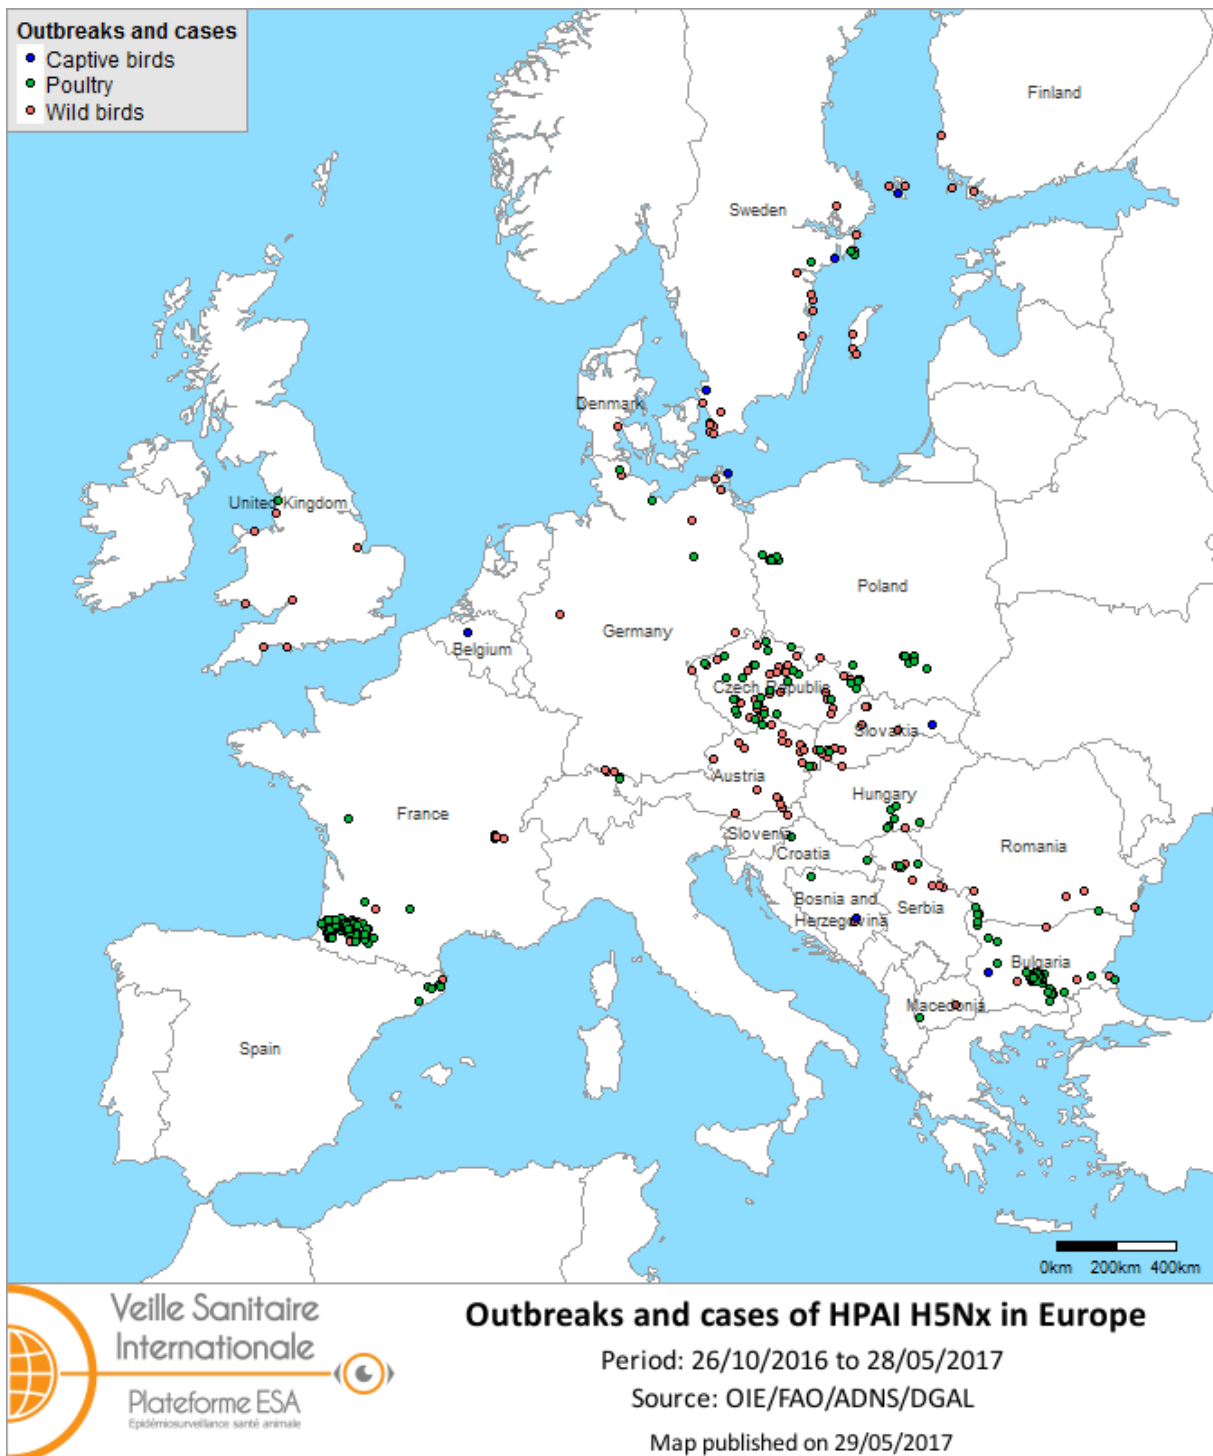 Outbreaks and cases
Captive birds
Poultry
Wild birds
Finland
Sweden
Denmark
United Kingdom
Poland
Germany
Belgium
Czech Republic
Slovakia
Austria
Hungary
France
Slovenia
Croatia
Romania
Bosnia and
Herzegovina
Serbia
Bulgaria
Macedonia
Spain
0km 200km 400km
Veille Sanitaire
Internationale
Plateforme ESA
Epidémiosurveillance santé animale
Outbreaks and cases of HPAI H5Nx in Europe
Period: 26/10/2016 to 28/05/2017
Source: OIE/FAO/ADNS/DGAL
Map published on 29/05/2017